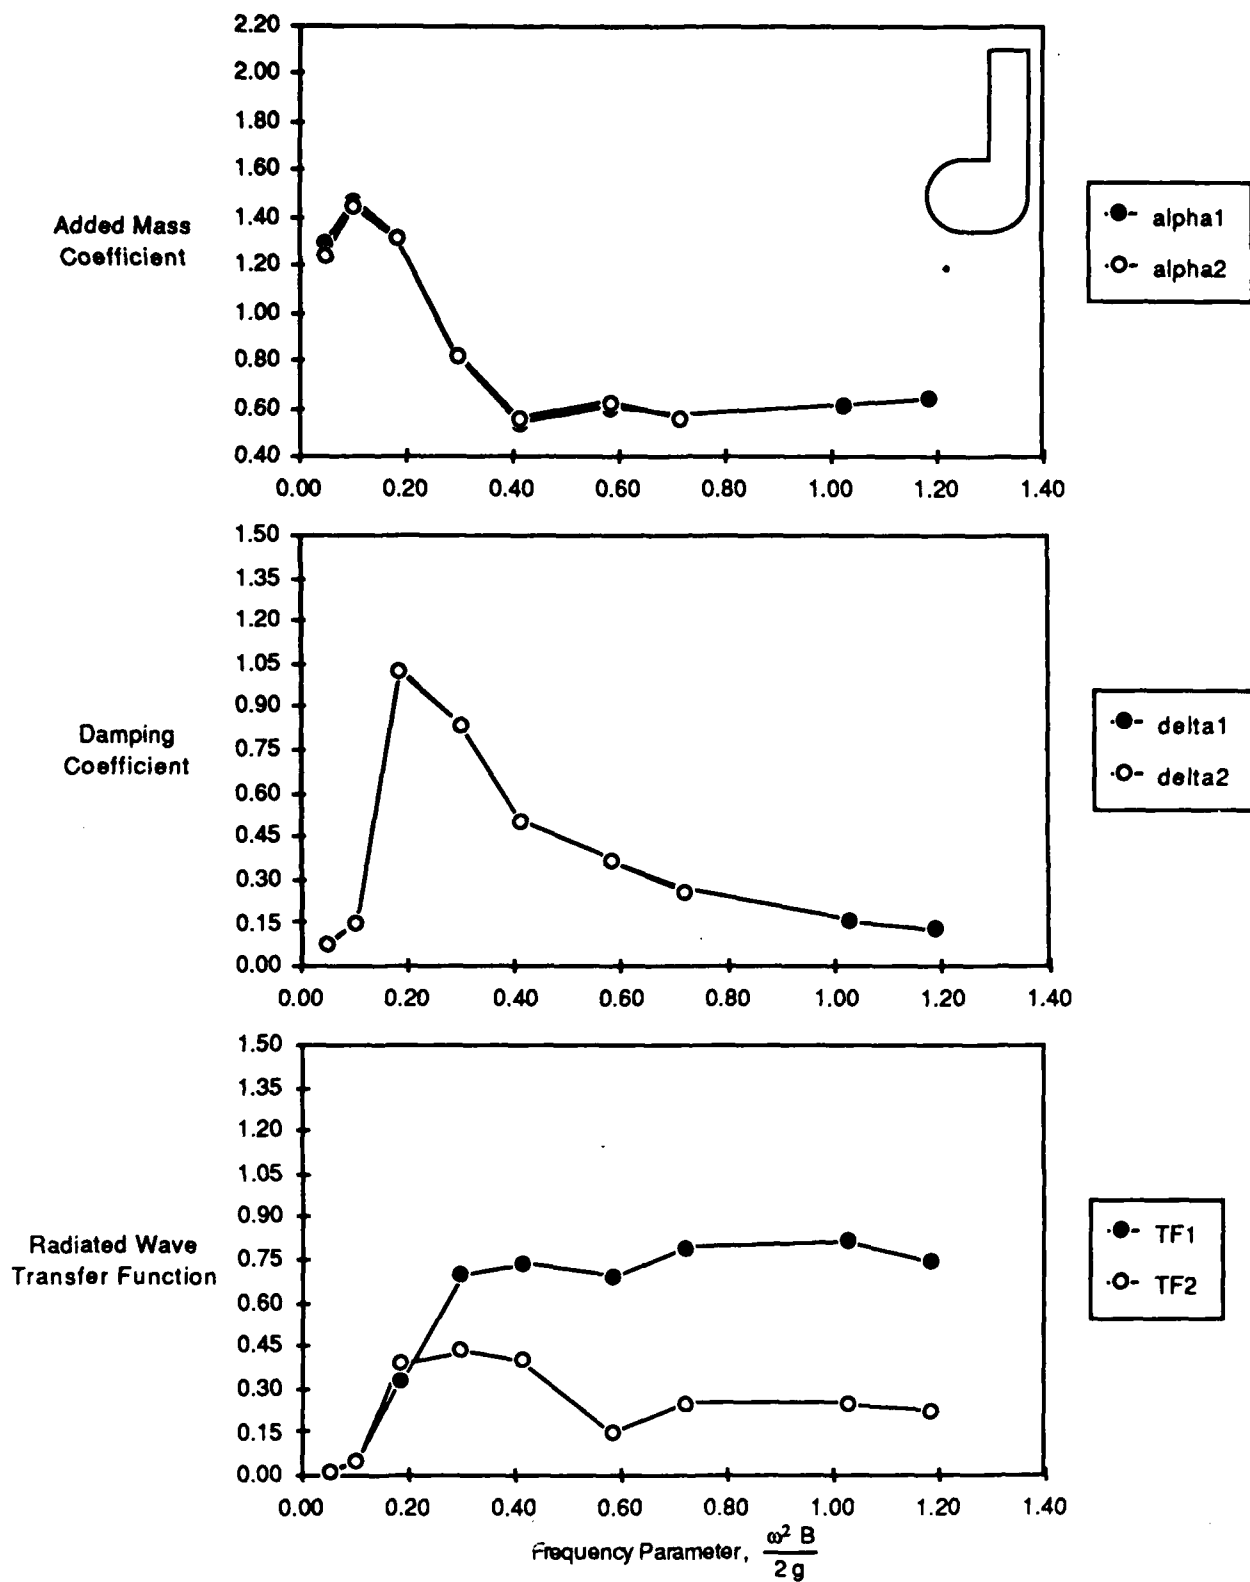 2.20
2.00
1.80
1.60
1.40
1.20
1.00
0.80
0.60
0.40
Added Mass
Coefficient
0.00 0.20 0.40 0.60 0.80 1.00 1.20 1.40
alpha1
alpha2
1.50
1.35
1.20
1.05
0.90
0.75
0.60
0.45
0.30
0.15
0.00
Damping
Coefficient
0.00 0.20 0.40 0.60 0.80 1.00 1.20 1.40
delta1
delta2
1.50
1.35
1.20
1.05
0.90
0.75
0.60
0.45
0.30
0.15
0.00
Radiated Wave
Transfer Function
0.00 0.20 0.40 0.60 0.80 1.00 1.20 1.40
TF1
TF2
Frequency Parameter, ω² B
2 g